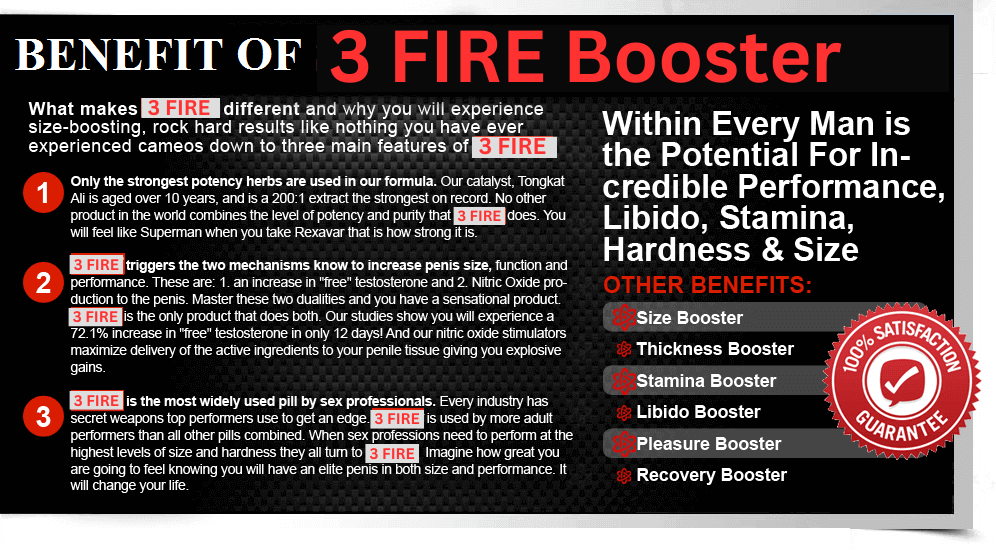 BENEFIT OF 3 FIRE Booster
What makes 3 FIRE different and why you will experience
size-boosting, rock hard results like nothing you have ever
experienced cameos down to three main features of 3 FIRE
1
Only the strongest potency herbs are used in our formula. Our catalyst, Tongkat
Ali is aged over 10 years, and is a 200:1 extract the strongest on record. No other
product in the world combines the level of potency and purity that 3 FIRE does. You
will feel like Superman when you take Rexavar that is how strong it is.
2
3 FIRE triggers the two mechanisms know to increase penis size, function and
performance. These are: 1. an increase in "free" testosterone and 2. Nitric Oxide pro-
duction to the penis. Master these two dualities and you have a sensational product.
3 FIRE is the only product that does both. Our studies show you will experience a
72.1% increase in "free" testosterone in only 12 days! And our nitric oxide stimulators
maximize delivery of the active ingredients to your penile tissue giving you explosive
gains.
3
3 FIRE is the most widely used pill by sex professionals. Every industry has
secret weapons top performers use to get an edge. 3 FIRE is used by more adult
performers than all other pills combined. When sex professions need to perform at the
highest levels of size and hardness they all turn to 3 FIRE Imagine how great you
are going to feel knowing you will have an elite penis in both size and performance. It
will change your life.
Within Every Man is
the Potential For In-
credible Performance,
Libido, Stamina,
Hardness & Size
OTHER BENEFITS:
Size Booster
Thickness Booster
Stamina Booster
Libido Booster
Pleasure Booster
Recovery Booster
100% SATISFACTION
GUARANTEE